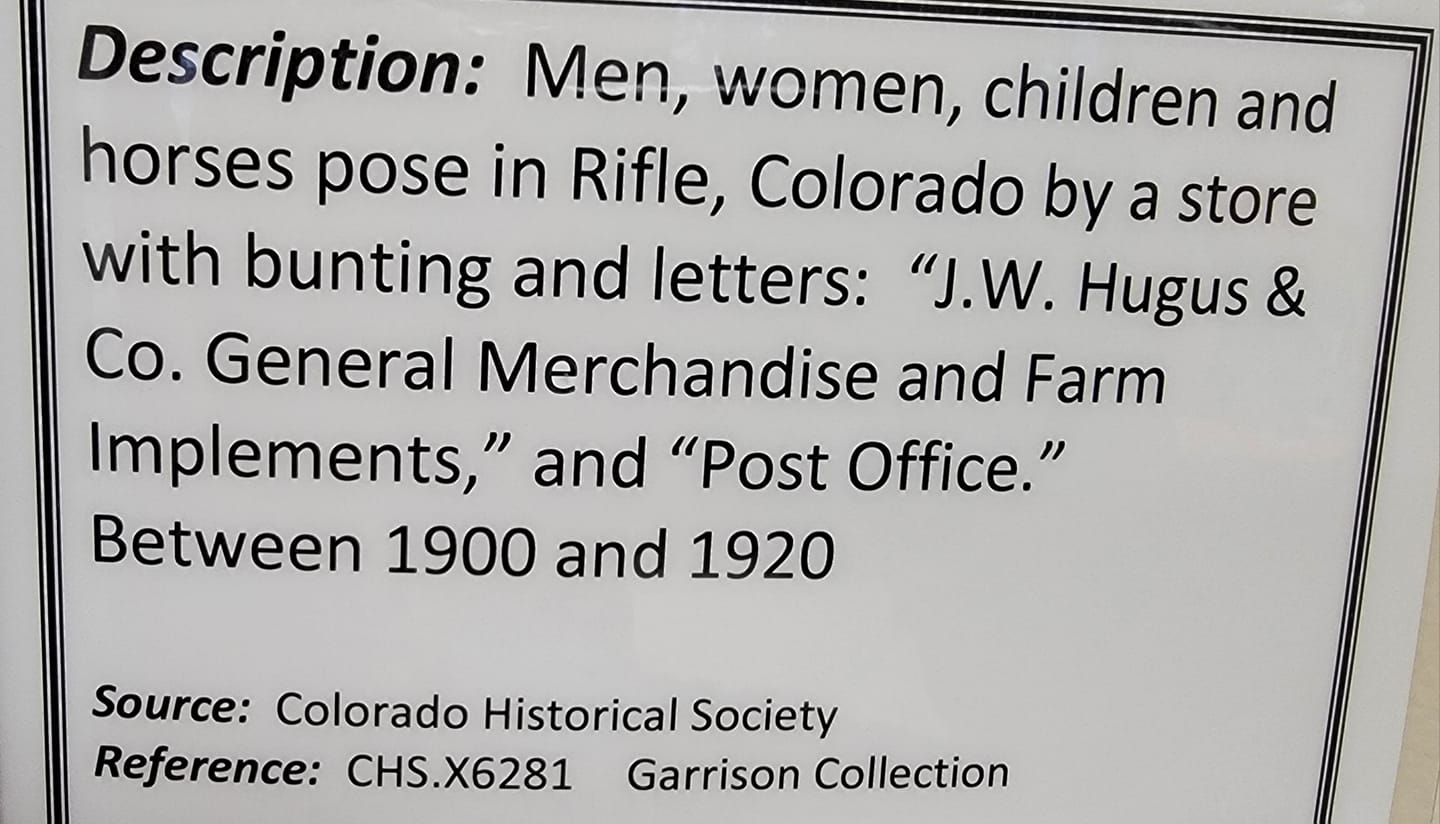 Description: Men, women, children and
horses pose in Rifle, Colorado by a store
with bunting and letters: “J.W. Hugus &
Co. General Merchandise and Farm
Implements,” and “Post Office.”
Between 1900 and 1920
Source: Colorado Historical Society
Reference: CHS.X6281 Garrison Collection